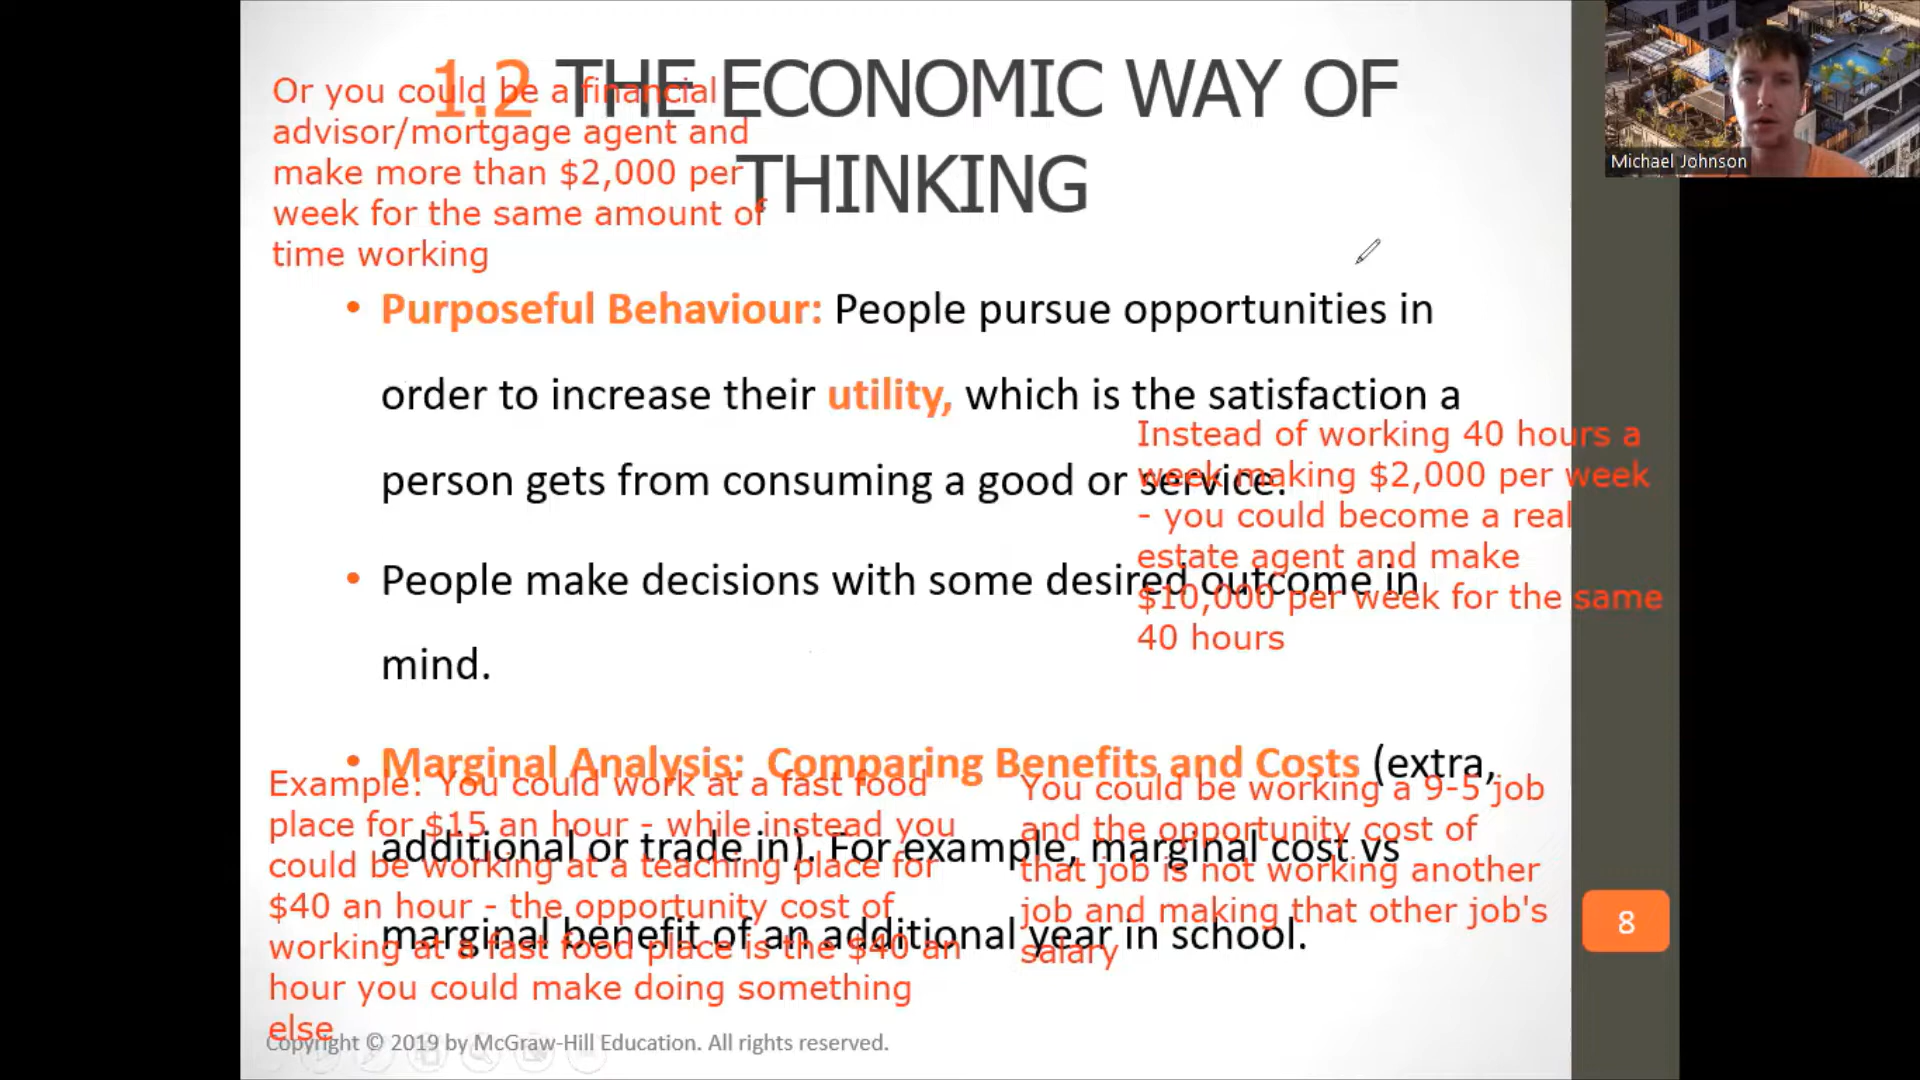 1.2 THE ECONOMIC WAY OF
THINKING
Or you could be a financial
advisor/mortgage agent and
make more than $2,000 per
week for the same amount of
time working
Michael Johnson
• Purposeful Behaviour: People pursue opportunities in
order to increase their utility, which is the satisfaction a
person gets from consuming a good or service.
Instead of working 40 hours a
week making $2,000 per week
- you could become a real
estate agent and make
$10,000 per week for the same
40 hours
• People make decisions with some desired outcome in
mind.
• Marginal Analysis: Comparing Benefits and Costs (extra,
additional or trade in). For example, marginal cost vs
marginal benefit of an additional year in school.
Example: You could work at a fast food
place for $15 an hour - while instead you
could be working at a teaching place for
$40 an hour - the opportunity cost of
working at a fast food place is the $40 an
hour you could make doing something
else
You could be working a 9-5 job
and the opportunity cost of
that job is not working another
job and making that other job's
salary
8
Copyright © 2019 by McGraw-Hill Education. All rights reserved.